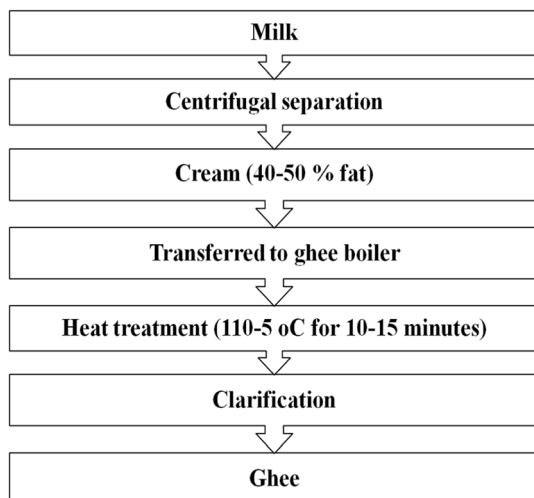 Milk
Centrifugal separation
Cream (40-50 % fat)
Transferred to ghee boiler
Heat treatment (110-5 oC for 10-15 minutes)
Clarification
Ghee